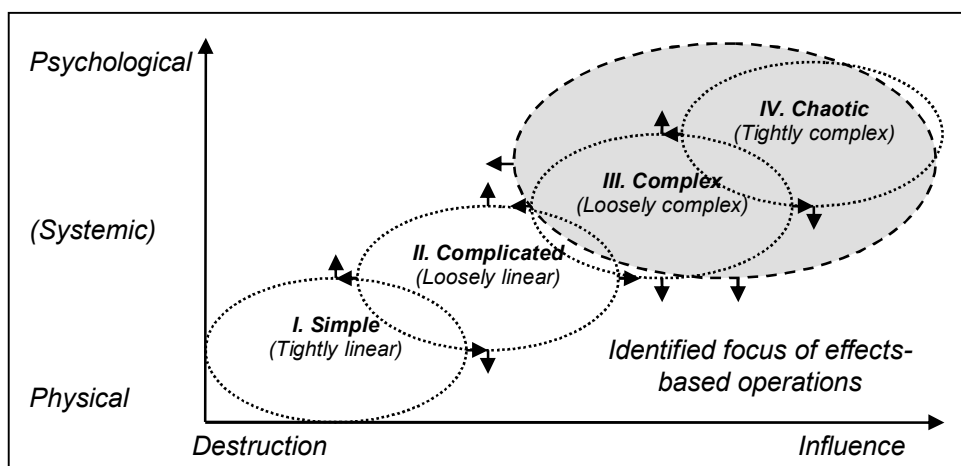 Psychological
IV. Chaotic
(Tightly complex)
III. Complex
(Loosely complex)
(Systemic)
II. Complicated
(Loosely linear)
I. Simple
(Tightly linear)
Identified focus of effects-
based operations
Physical
Destruction
Influence